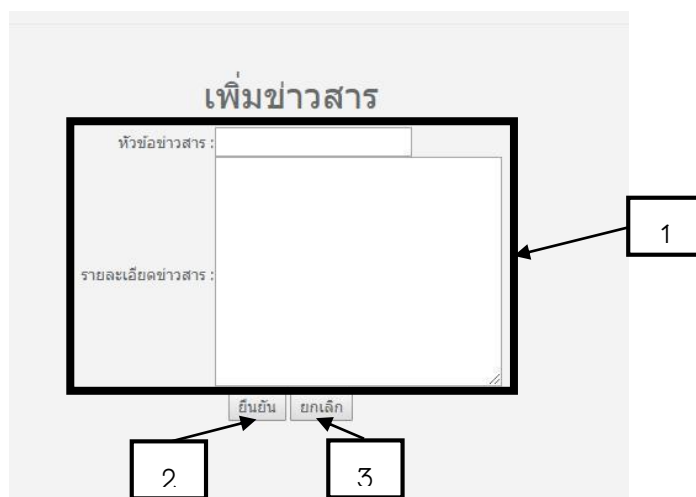 เพิ่มข่าวสาร
หัวข้อข่าวสาร :
1
รายละเอียดข่าวสาร :
ยืนยัน ยกเลิก
2 3